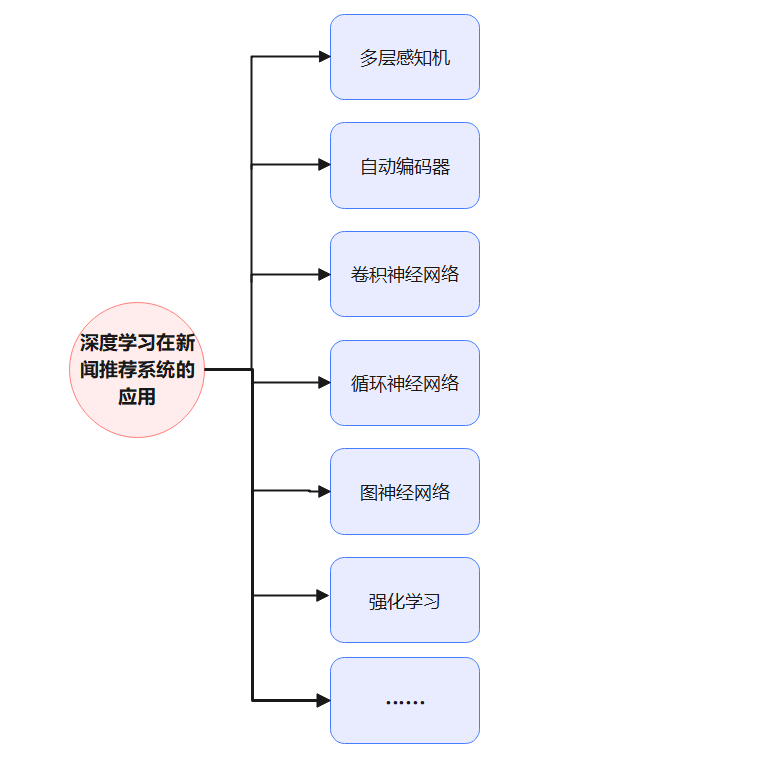 多层感知机
自动编码器
卷积神经网络
深度学习在新
闻推荐系统的
应用
循环神经网络
图神经网络
强化学习
……